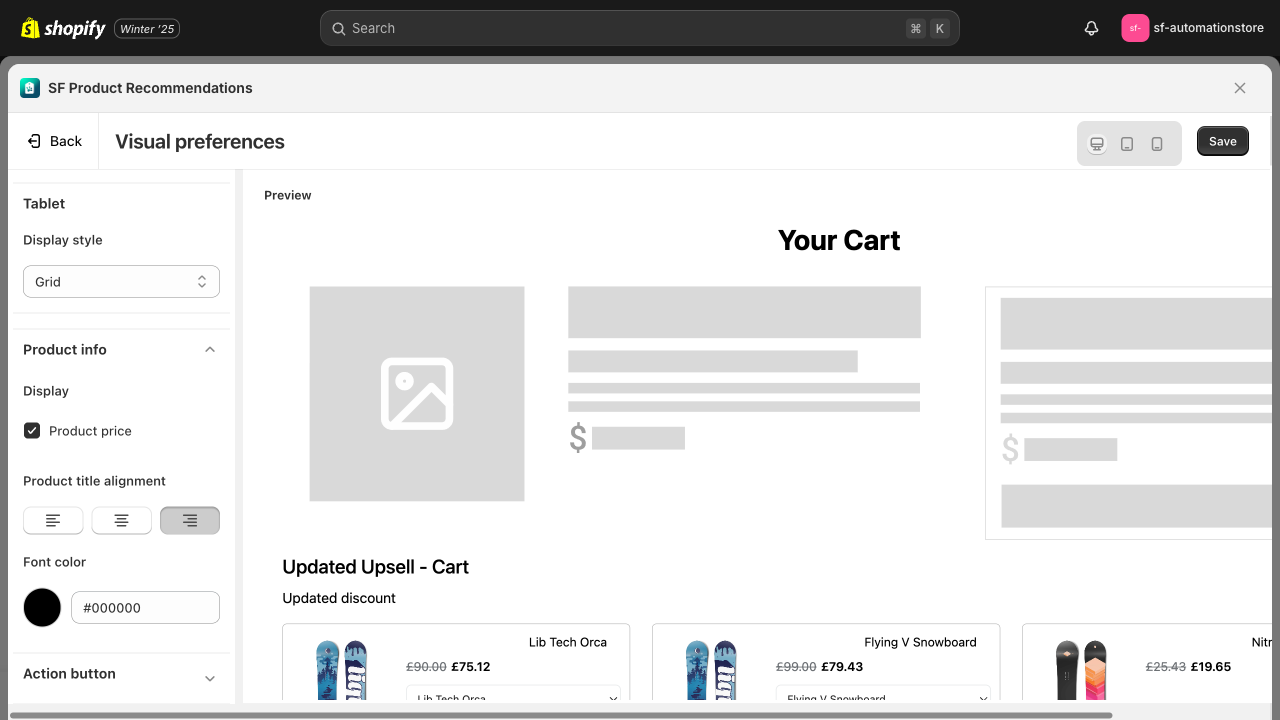 shopify Winter '25
Search ⌘ K
sf- sf-automationstore
SF Product Recommendations
Back
Visual preferences
Save
Tablet
Display style
Grid
Product info
Display
Product price
Product title alignment
Font color
#000000
Action button
Preview
Your Cart
$
$
Updated Upsell - Cart
Updated discount
Lib Tech Orca
£90.00 £75.12
Lib Tech Orca
Flying V Snowboard
£99.00 £79.43
Flying V Snowboard
Nitr
£25.43 £19.65